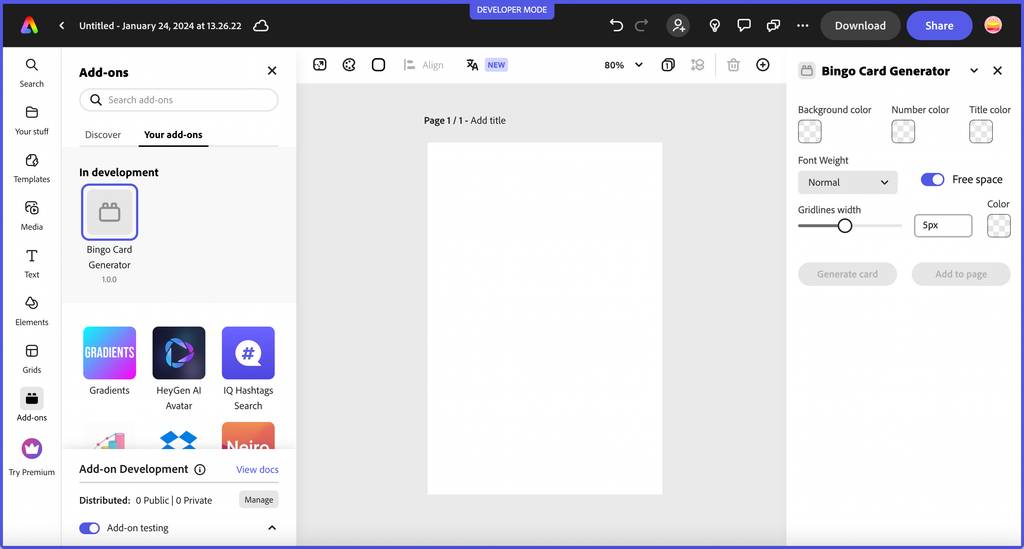 DEVELOPER MODE
Untitled - January 24, 2024 at 13.26.22
Download
Share
Search
Your stuff
Templates
Media
Text
Elements
Grids
Add-ons
Try Premium
Add-ons
Search add-ons
Discover
Your add-ons
In development
Bingo Card
Generator
1.0.0
GRADIENTS
#
Gradients
HeyGen AI
Avatar
IQ Hashtags
Search
Neiro
Add-on Development
View docs
Distributed: 0 Public | 0 Private
Manage
Add-on testing
Align
NEW
80%
Page 1 / 1 - Add title
Bingo Card Generator
Background color
Number color
Title color
Font Weight
Normal
Free space
Gridlines width
5px
Color
Generate card
Add to page